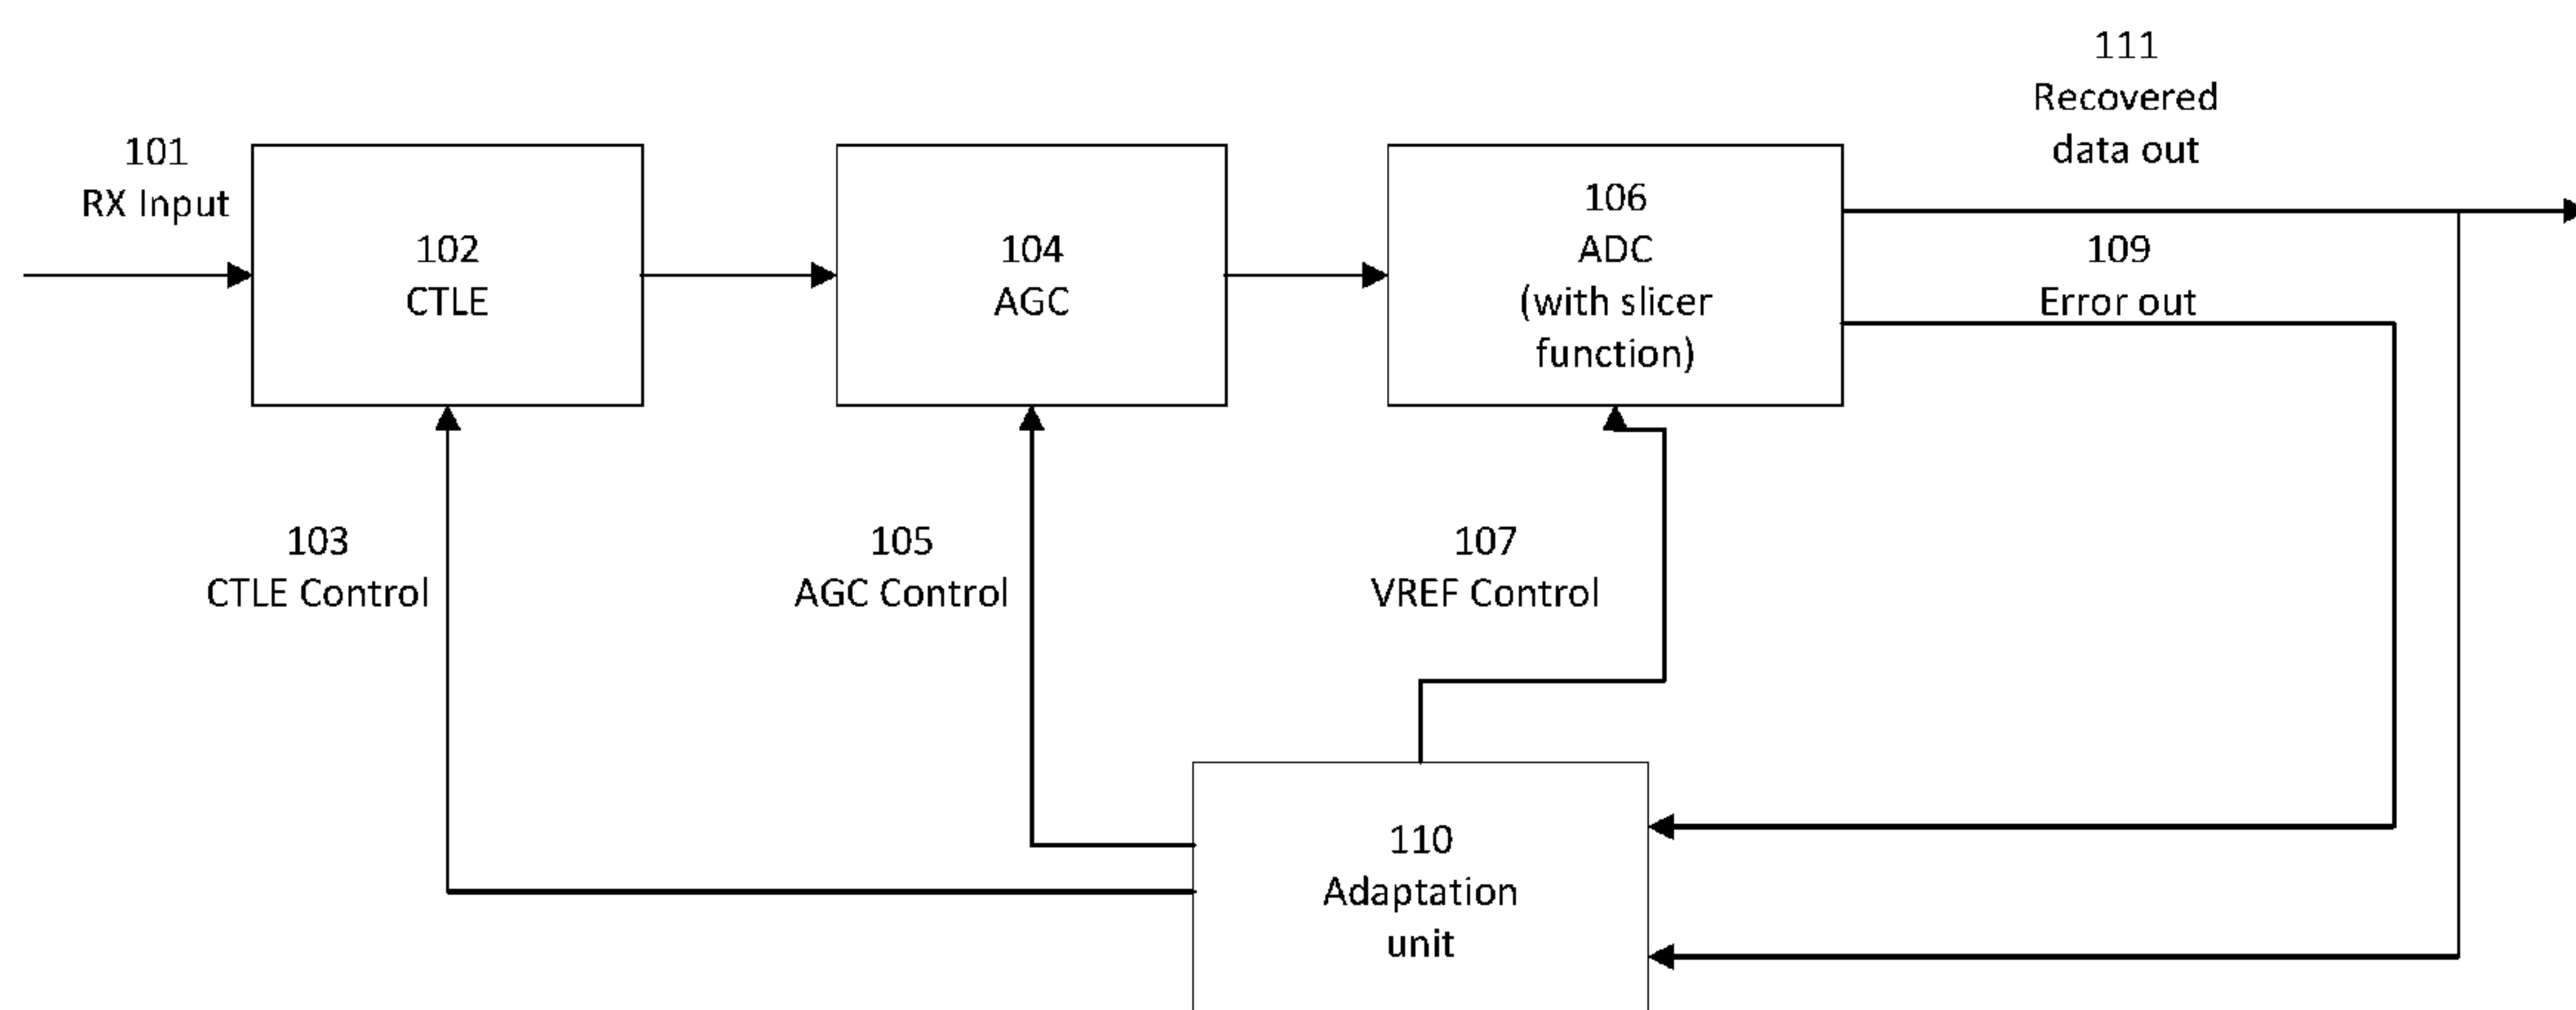 111
Recovered
data out
101
RX Input
102
CTLE
104
AGC
106
ADC
(with slicer
function)
109
Error out
103
CTLE Control
105
AGC Control
107
VREF Control
110
Adaptation
unit